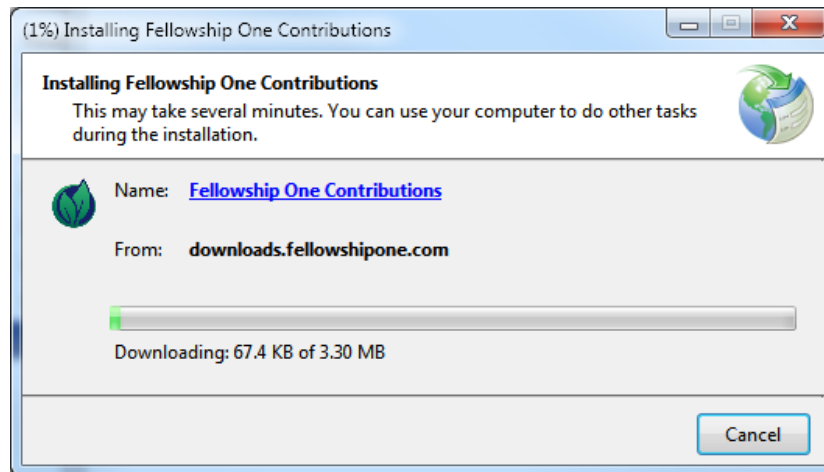 (1%) Installing Fellowship One Contributions
Installing Fellowship One Contributions
This may take several minutes. You can use your computer to do other tasks
during the installation.
Name: Fellowship One Contributions
From: downloads.fellowshipone.com
Downloading: 67.4 KB of 3.30 MB
Cancel